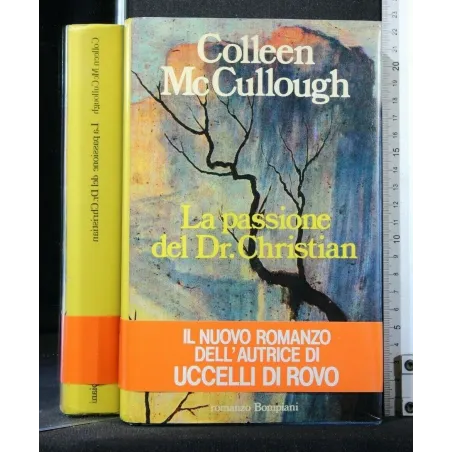 Colleen
McCullough
La passione
del Dr. Christian
IL NUOVO ROMANZO
DELL'AUTRICE DI
UCCELLI DI ROVO
romanzo Bompiani
Colleen McCullough La passione del Dr. Christian